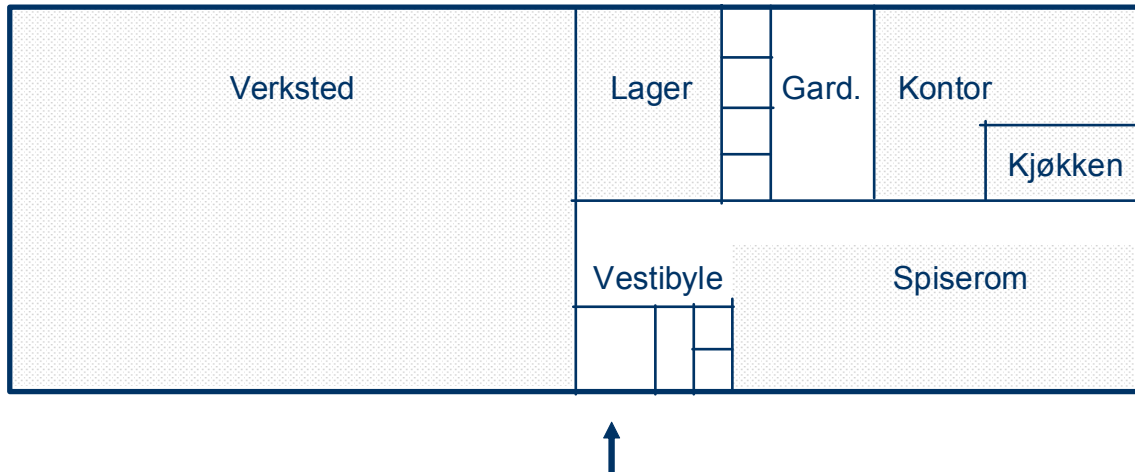 Verksted
Lager
Gard.
Kontor
Kjøkken
Vestibyle
Spiserom